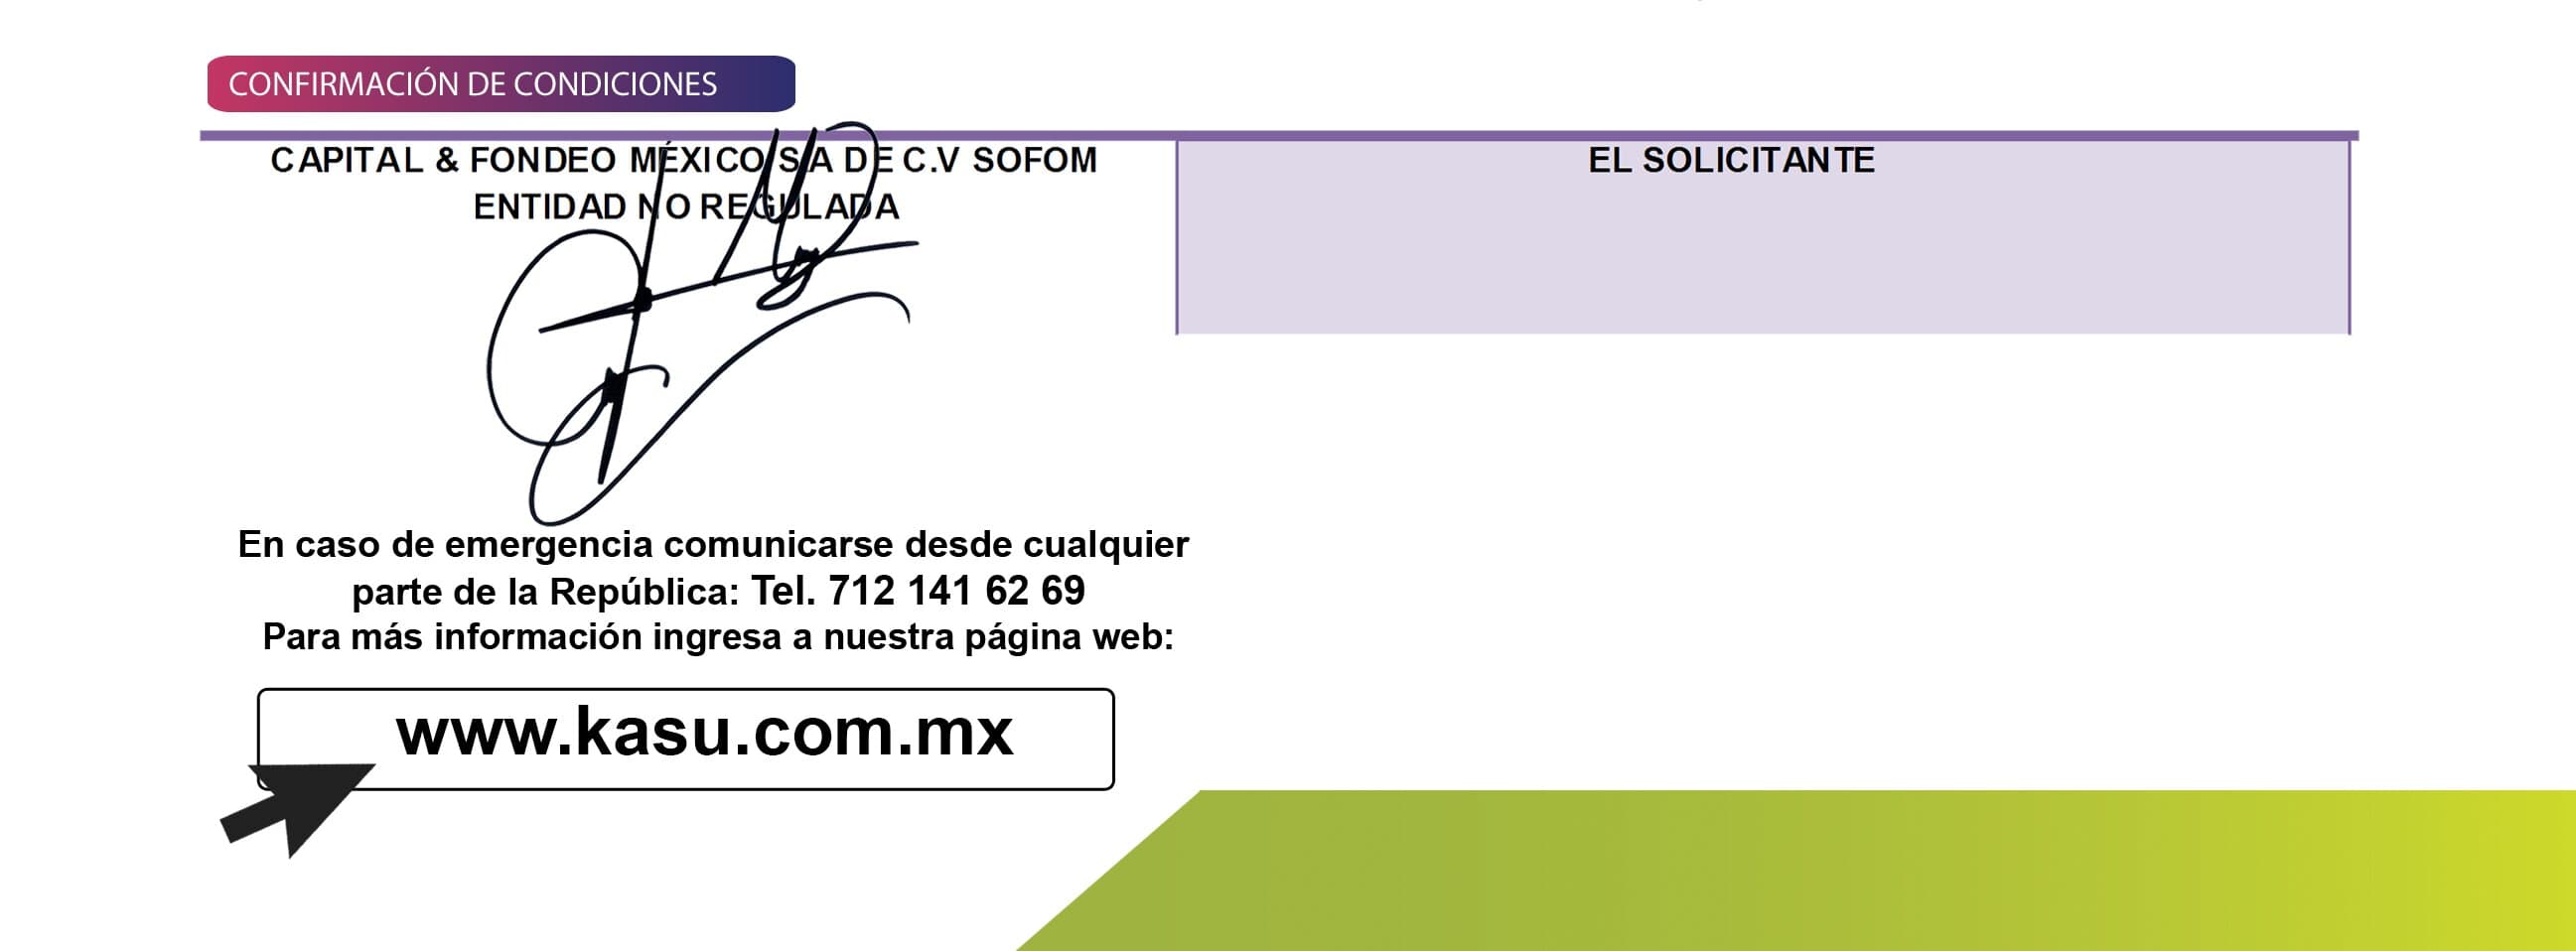 CONFIRMACIÓN DE CONDICIONES
CAPITAL & FONDEO MÉXICO S A DE C.V SOFOM
ENTIDAD NO REGULADA
EL SOLICITANTE
En caso de emergencia comunicarse desde cualquier
parte de la República: Tel. 712 141 62 69
Para más información ingresa a nuestra página web:
www.kasu.com.mx